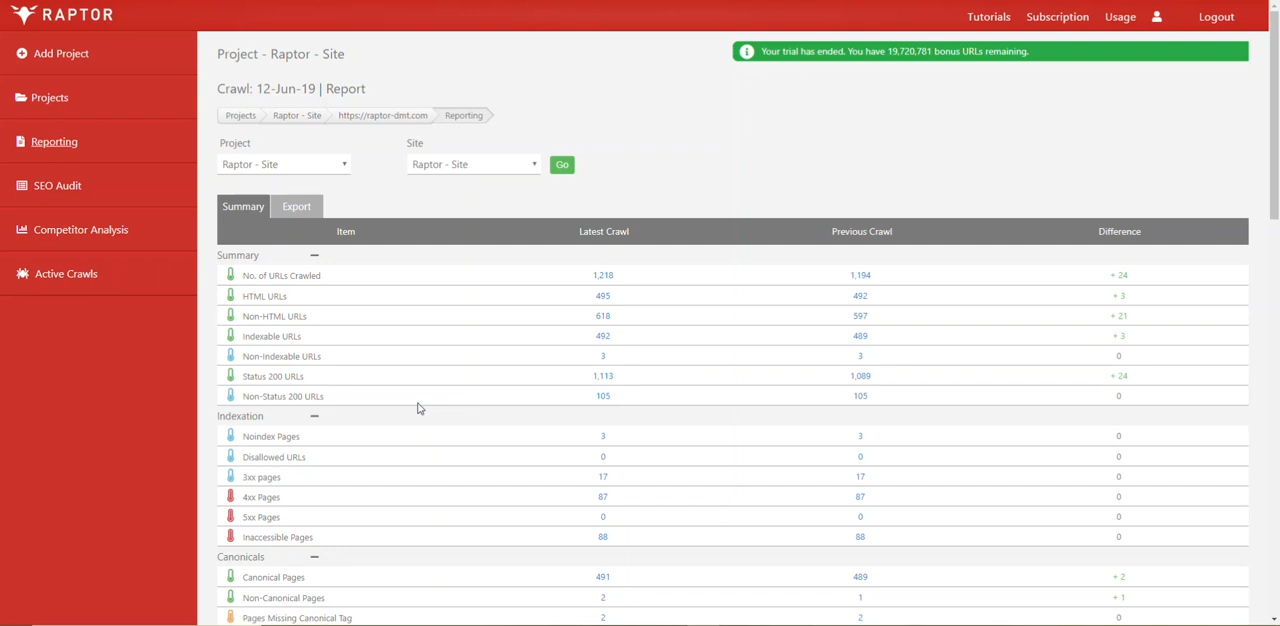 RAPTOR
Tutorials Subscription Usage Logout
Add Project
Projects
Reporting
SEO Audit
Competitor Analysis
Active Crawls
Project - Raptor - Site
Your trial has ended. You have 19,720,781 bonus URLs remaining.
Crawl: 12-Jun-19 | Report
Projects Raptor - Site https://raptor-dmt.com Reporting
Project Site
Raptor - Site Raptor - Site Go
Summary Export
Item Latest Crawl Previous Crawl Difference
Summary
No. of URLs Crawled 1,218 1,194 + 24
HTML URLs 495 492 + 3
Non-HTML URLs 618 597 + 21
Indexable URLs 492 489 + 3
Non-Indexable URLs 3 3 0
Status 200 URLs 1,113 1,089 + 24
Non-Status 200 URLs 105 105 0
Indexation
Noindex Pages 3 3 0
Disallowed URLs 0 0 0
3xx pages 17 17 0
4xx Pages 87 87 0
5xx Pages 0 0 0
Inaccessible Pages 88 88 0
Canonicals
Canonical Pages 491 489 + 2
Non-Canonical Pages 2 1 + 1
Pages Missing Canonical Tag 2 2 0